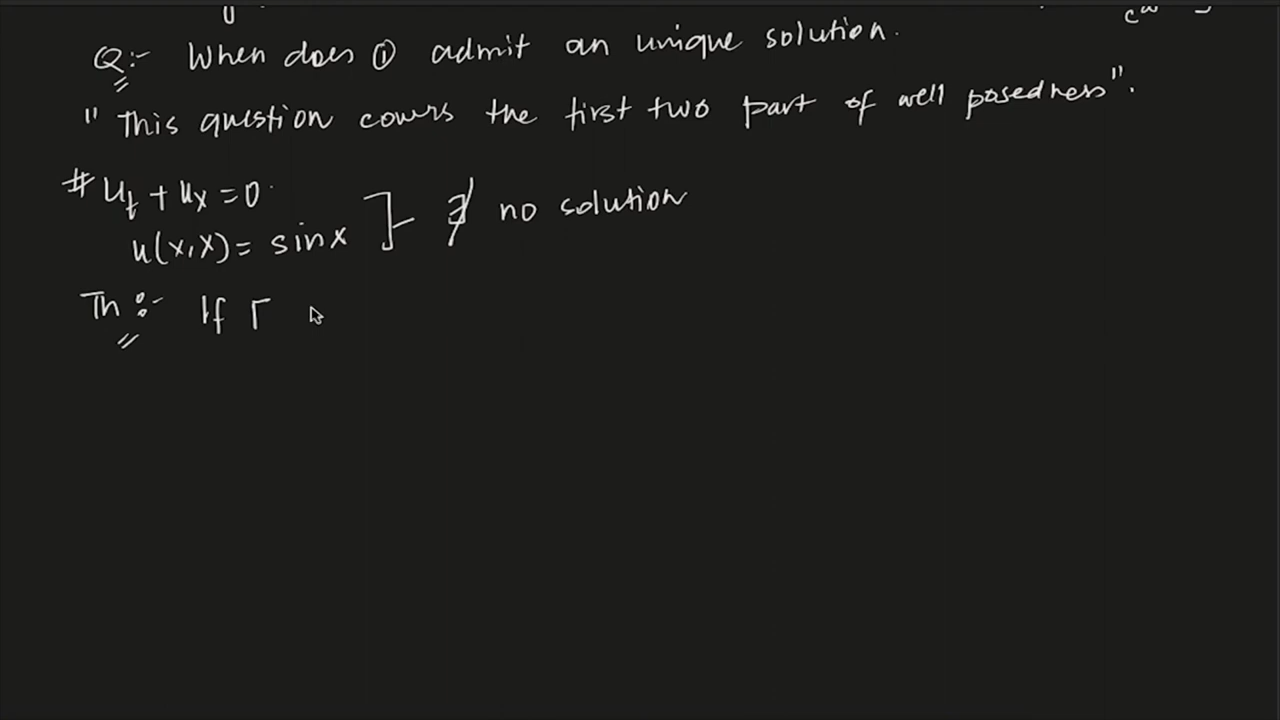 Q:- When does ① admit an unique solution.
"This question covers the first two part of well posedness".
# u_t + u_x = 0.
u(x,x) = sin x ] ∄ no solution
Th :- If Γ